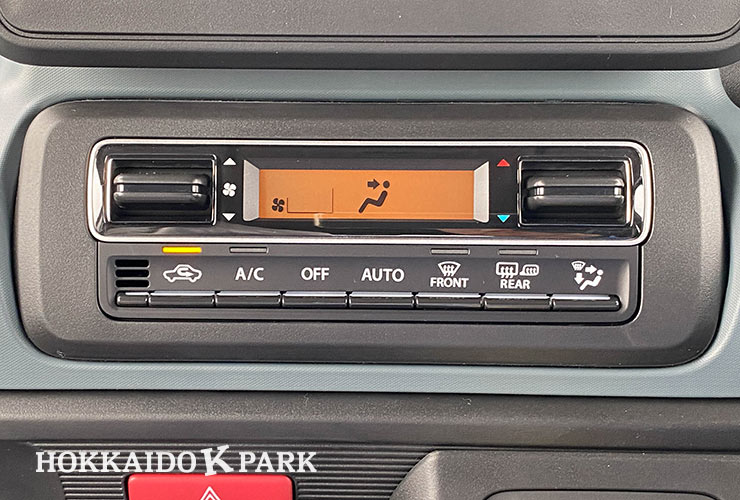 A/C OFF AUTO FRONT REAR
HOKKAIDO K PARK